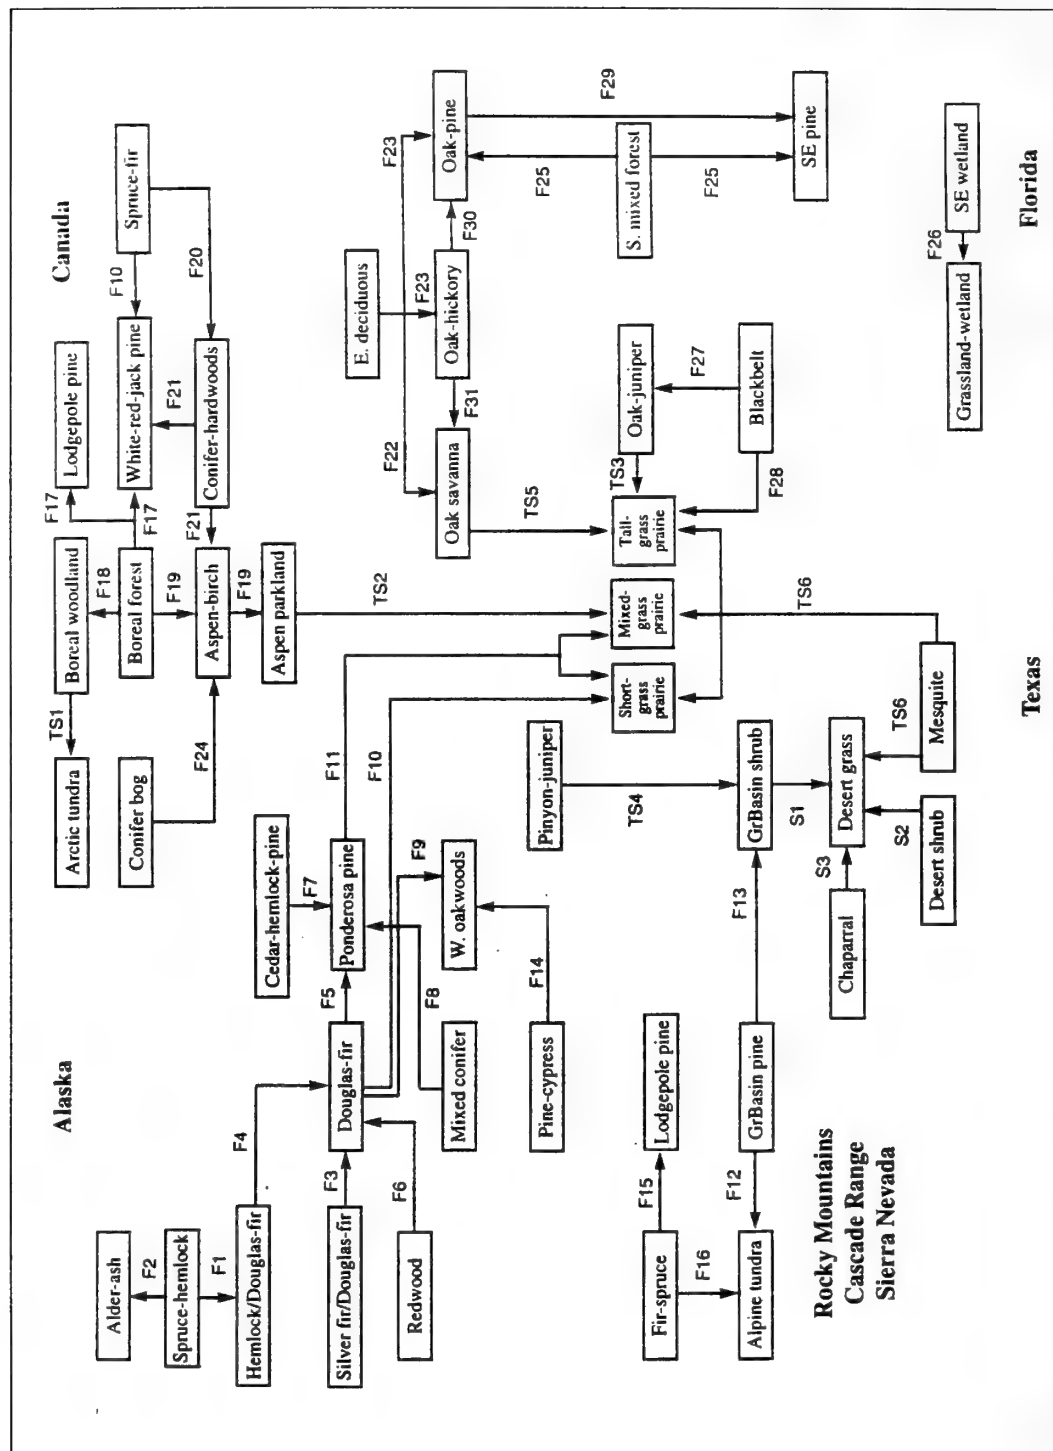 Alaska
Canada
Alder-ash
F2
Spruce-hemlock
F1
Hemlock/Douglas-fir
F4
Silver fir/Douglas-fir
F3
Douglas-fir
F5
Ponderosa pine
F11
Cedar-hemlock-pine
F7
Redwood
F6
Mixed conifer
F8
F10
F9
W. oakwoods
Pine-cypress
F14
Arctic tundra
TS1
Boreal woodland
F18
Boreal forest
F17
Lodgepole pine
F17
White-red-jack pine
F10
Spruce-fir
F20
Conifer bog
F24
F19
Aspen-birch
F21
Conifer-hardwoods
F21
F19
Aspen parkland
TS2
E. deciduous
F22
F23
F23
Oak savanna
F31
Oak-hickory
F30
Oak-pine
TS5
F25
F29
S. mixed forest
F25
SE pine
Short-
grass
prairie
Mixed-
grass
prairie
Tall-
grass
prairie
TS3
Oak-juniper
F27
Blackbelt
F28
TS6
Pinyon-juniper
TS4
Fir-spruce
F15
Lodgepole pine
F16
Alpine tundra
F12
GrBasin pine
F13
GrBasin shrub
S1
Chaparral
S3
Desert grass
S2
Desert shrub
TS6
Mesquite
Grassland-wetland
F26
SE wetland
Rocky Mountains
Cascade Range
Sierra Nevada
Texas
Florida